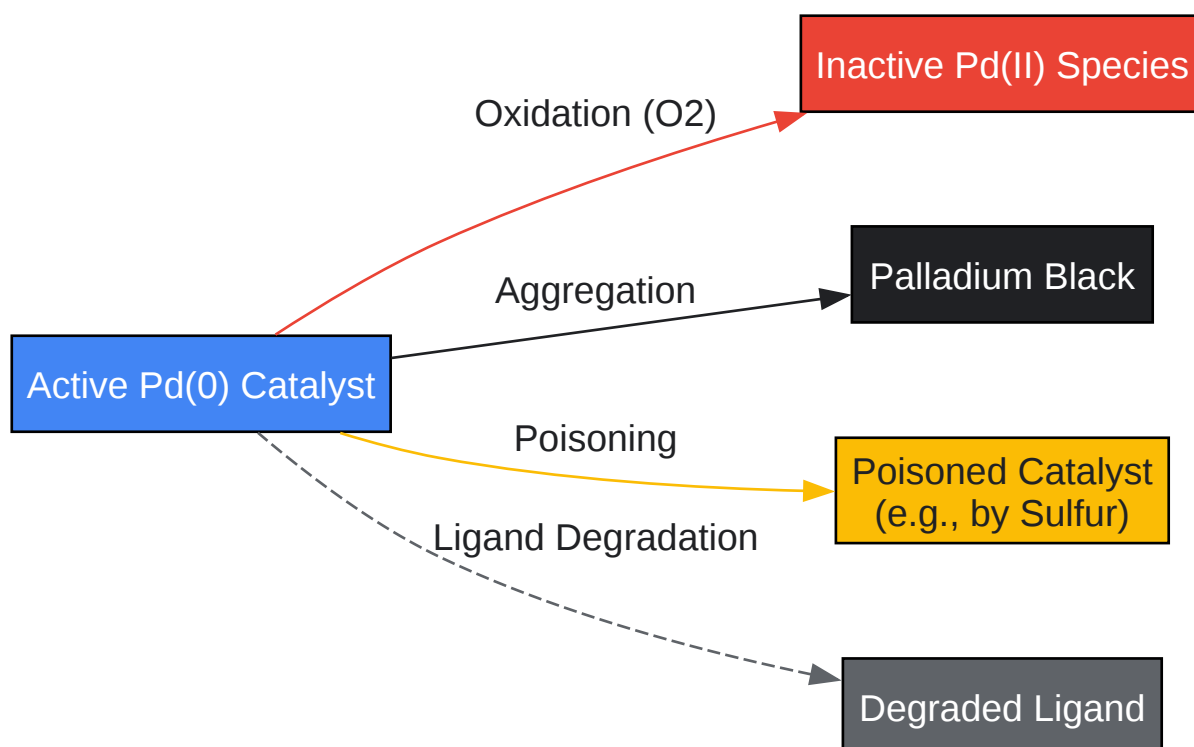 Inactive Pd(II) Species
Oxidation (O2)
Palladium Black
Aggregation
Active Pd(0) Catalyst
Poisoning
Poisoned Catalyst
(e.g., by Sulfur)
Ligand Degradation
Degraded Ligand